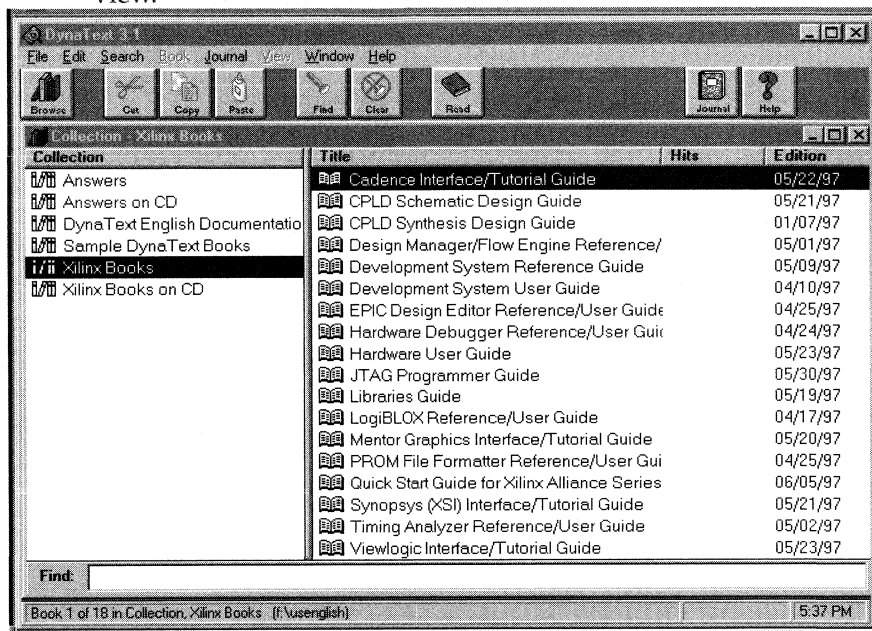 view.
DynaText 3.1
File Edit Search Book Journal View Window Help
Browse Cut Copy Paste Find Clear Read Journal Help
Collection - Xilinx Books
Collection Title Hits Edition
Answers
Answers on CD
DynaText English Documentatio
Sample DynaText Books
Xilinx Books
Xilinx Books on CD
Cadence Interface/Tutorial Guide 05/22/97
CPLD Schematic Design Guide 05/21/97
CPLD Synthesis Design Guide 01/07/97
Design Manager/Flow Engine Reference/ 05/01/97
Development System Reference Guide 05/09/97
Development System User Guide 04/10/97
EPIC Design Editor Reference/User Guide 04/25/97
Hardware Debugger Reference/User Guid 04/24/97
Hardware User Guide 05/23/97
JTAG Programmer Guide 05/30/97
Libraries Guide 05/19/97
LogiBLOX Reference/User Guide 04/17/97
Mentor Graphics Interface/Tutorial Guide 05/20/97
PROM File Formatter Reference/User Gui 04/25/97
Quick Start Guide for Xilinx Alliance Series 06/05/97
Synopsys (XSI) Interface/Tutorial Guide 05/21/97
Timing Analyzer Reference/User Guide 05/02/97
Viewlogic Interface/Tutorial Guide 05/23/97
Find:
Book 1 of 18 in Collection, Xilinx Books (f:\usenglish) 5:37 PM